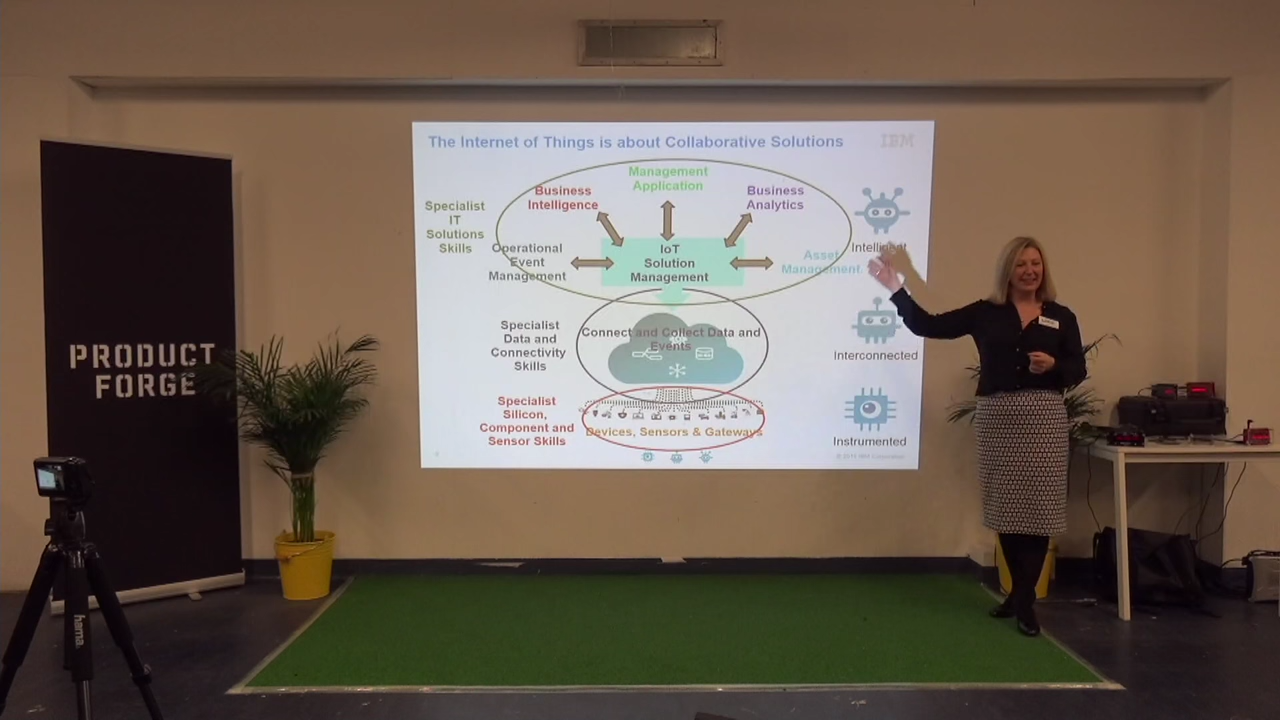 The Internet of Things is about Collaborative Solutions
IBM
Management
Application
Business
Intelligence
Business
Analytics
Specialist
IT
Solutions
Skills
Operational
Event
Management
IoT
Solution
Management
Asset
Management
Intelligent
Specialist
Data and
Connectivity
Skills
Connect and Collect Data and
Events
Interconnected
Specialist
Silicon,
Component and
Sensor Skills
Devices, Sensors & Gateways
Instrumented
PRODUCT
FORGE
hama